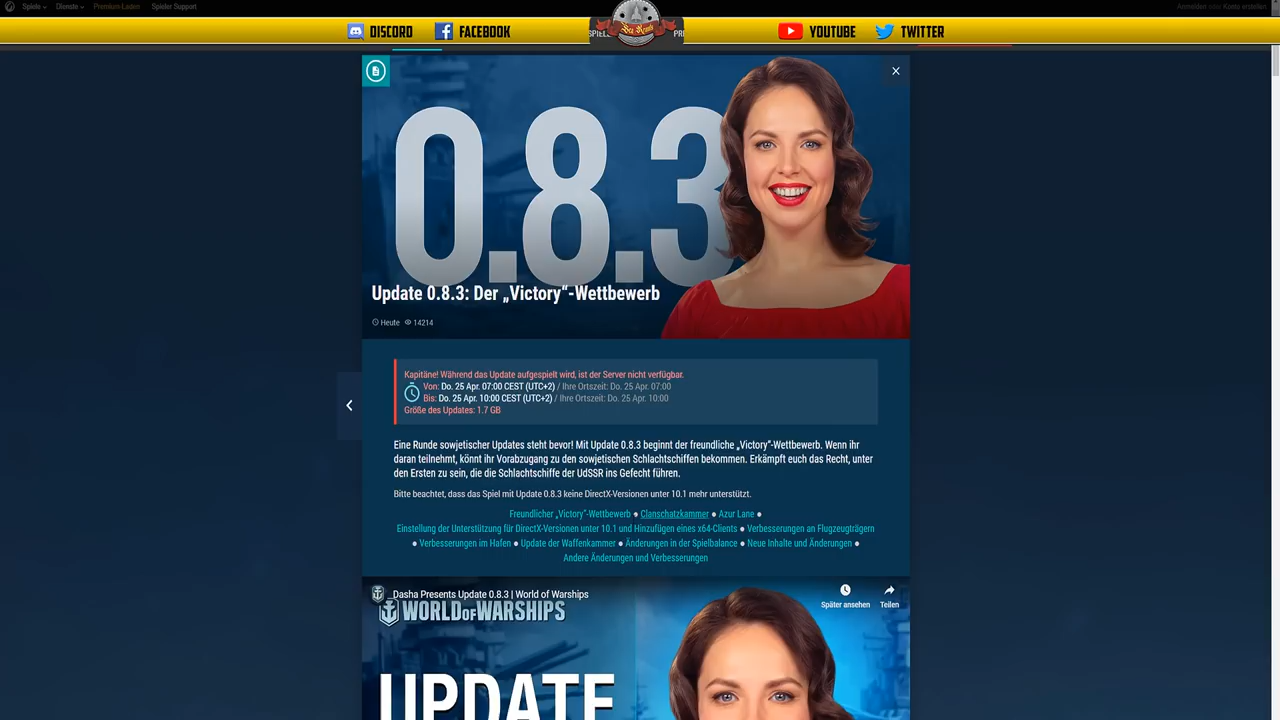 Spiele
Dienste
Premium-Laden
Spieler Support
Anmelden oder Konto erstellen
DISCORD
FACEBOOK
SPIEL
PR
YOUTUBE
TWITTER
0.8.3
Update 0.8.3: Der „Victory“-Wettbewerb
Heute 14214
Kapitäne! Während das Update aufgespielt wird, ist der Server nicht verfügbar.
Von: Do. 25 Apr. 07:00 CEST (UTC+2) / Ihre Ortszeit: Do. 25 Apr. 07:00
Bis: Do. 26 Apr. 10:00 CEST (UTC+2) / Ihre Ortszeit: Do. 25 Apr. 10:00
Größe des Updates: 1.7 GB
Eine Runde sowjetischer Updates steht bevor! Mit Update 0.8.3 beginnt der freundliche „Victory“-Wettbewerb. Wenn ihr
daran teilnehmt, könnt ihr Vorabzugang zu den sowjetischen Schlachtschiffen bekommen. Erkämpft euch das Recht, unter
den Ersten zu sein, die die Schlachtschiffe der UdSSR ins Gefecht führen.
Bitte beachtet, dass das Spiel mit Update 0.8.3 keine DirectX-Versionen unter 10.1 mehr unterstützt.
Freundlicher „Victory“-Wettbewerb ● Clanschatzkammer ● Azur Lane ●
Einstellung der Unterstützung für DirectX-Versionen unter 10.1 und Hinzufügen eines x64-Clients ● Verbesserungen an Flugzeugträgern
● Verbesserungen im Hafen ● Update der Waffenkammer ● Änderungen in der Spielbalance ● Neue Inhalte und Änderungen ●
Andere Änderungen und Verbesserungen
Dasha Presents Update 0.8.3 | World of Warships
Später ansehen
Teilen
WORLD OF WARSHIPS
UPDATE